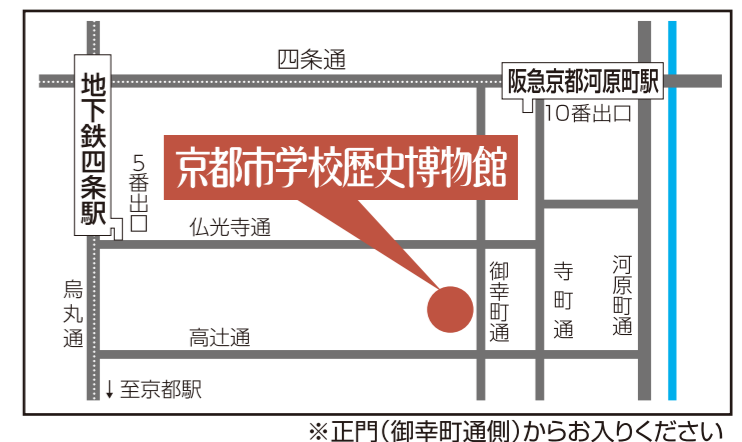 四条通
地下鉄四条駅
阪急京都河原町駅
10番出口
5番出口
京都市学校歴史博物館
仏光寺通
烏丸通
御幸町通
寺町通
河原町通
高辻通
↓至京都駅
※正門(御幸町通側)からお入りください